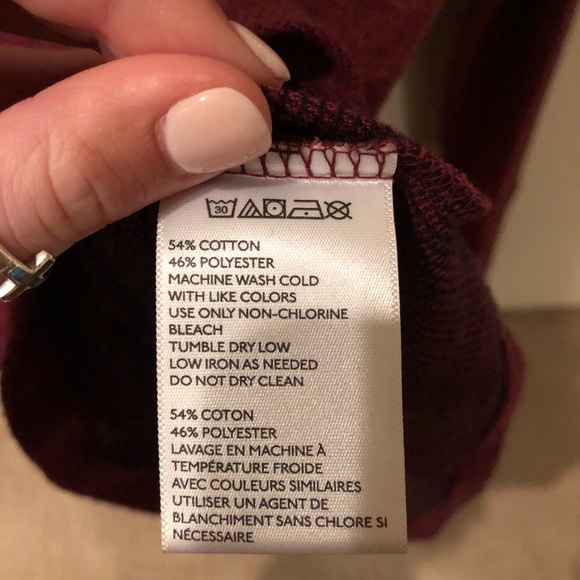 30
54% COTTON
46% POLYESTER
MACHINE WASH COLD
WITH LIKE COLORS
USE ONLY NON-CHLORINE
BLEACH
TUMBLE DRY LOW
LOW IRON AS NEEDED
DO NOT DRY CLEAN
54% COTTON
46% POLYESTER
LAVAGE EN MACHINE À
TEMPÉRATURE FROIDE
AVEC COULEURS SIMILAIRES
UTILISER UN AGENT DE
BLANCHIMENT SANS CHLORE SI
NÉCESSAIRE